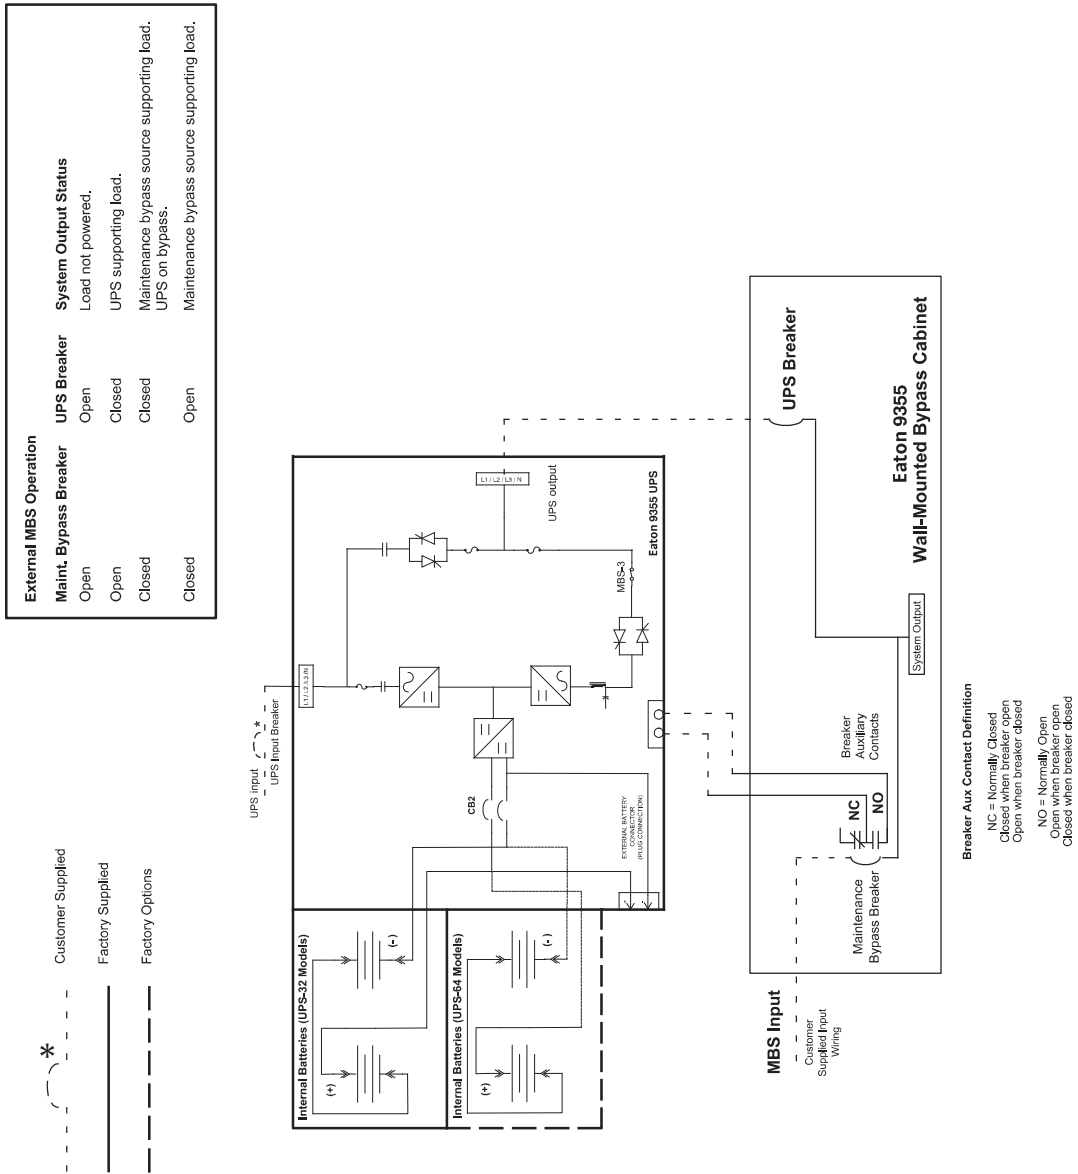 External MBS Operation
Maint. Bypass Breaker UPS Breaker System Output Status
Open Open Load not powered.
Open Closed UPS supporting load.
Closed Closed Maintenance bypass source supporting load.
UPS on bypass.
Closed Open Maintenance bypass source supporting load.
*
Customer Supplied
Factory Supplied
Factory Options
UPS input
*
UPS Input Breaker
L1 / L2 / L3 / N
L1 / L2 / L3 / N
UPS output
Eaton 9355 UPS
MBS-3
CB2
EXTERNAL BATTERY
CONNECTOR
(PLUG CONNECTION)
Internal Batteries (UPS-32 Models)
(+)
(-)
Internal Batteries (UPS-64 Models)
(+)
(-)
UPS Breaker
Eaton 9355
Wall-Mounted Bypass Cabinet
System Output
Breaker
Auxiliary
Contacts
NC
NO
Maintenance
Bypass Breaker
MBS Input
Customer
Supplied Input
Wiring
Breaker Aux Contact Definition
NC = Normally Closed
Closed when breaker open
Open when breaker closed
NO = Normally Open
Open when breaker open
Closed when breaker closed